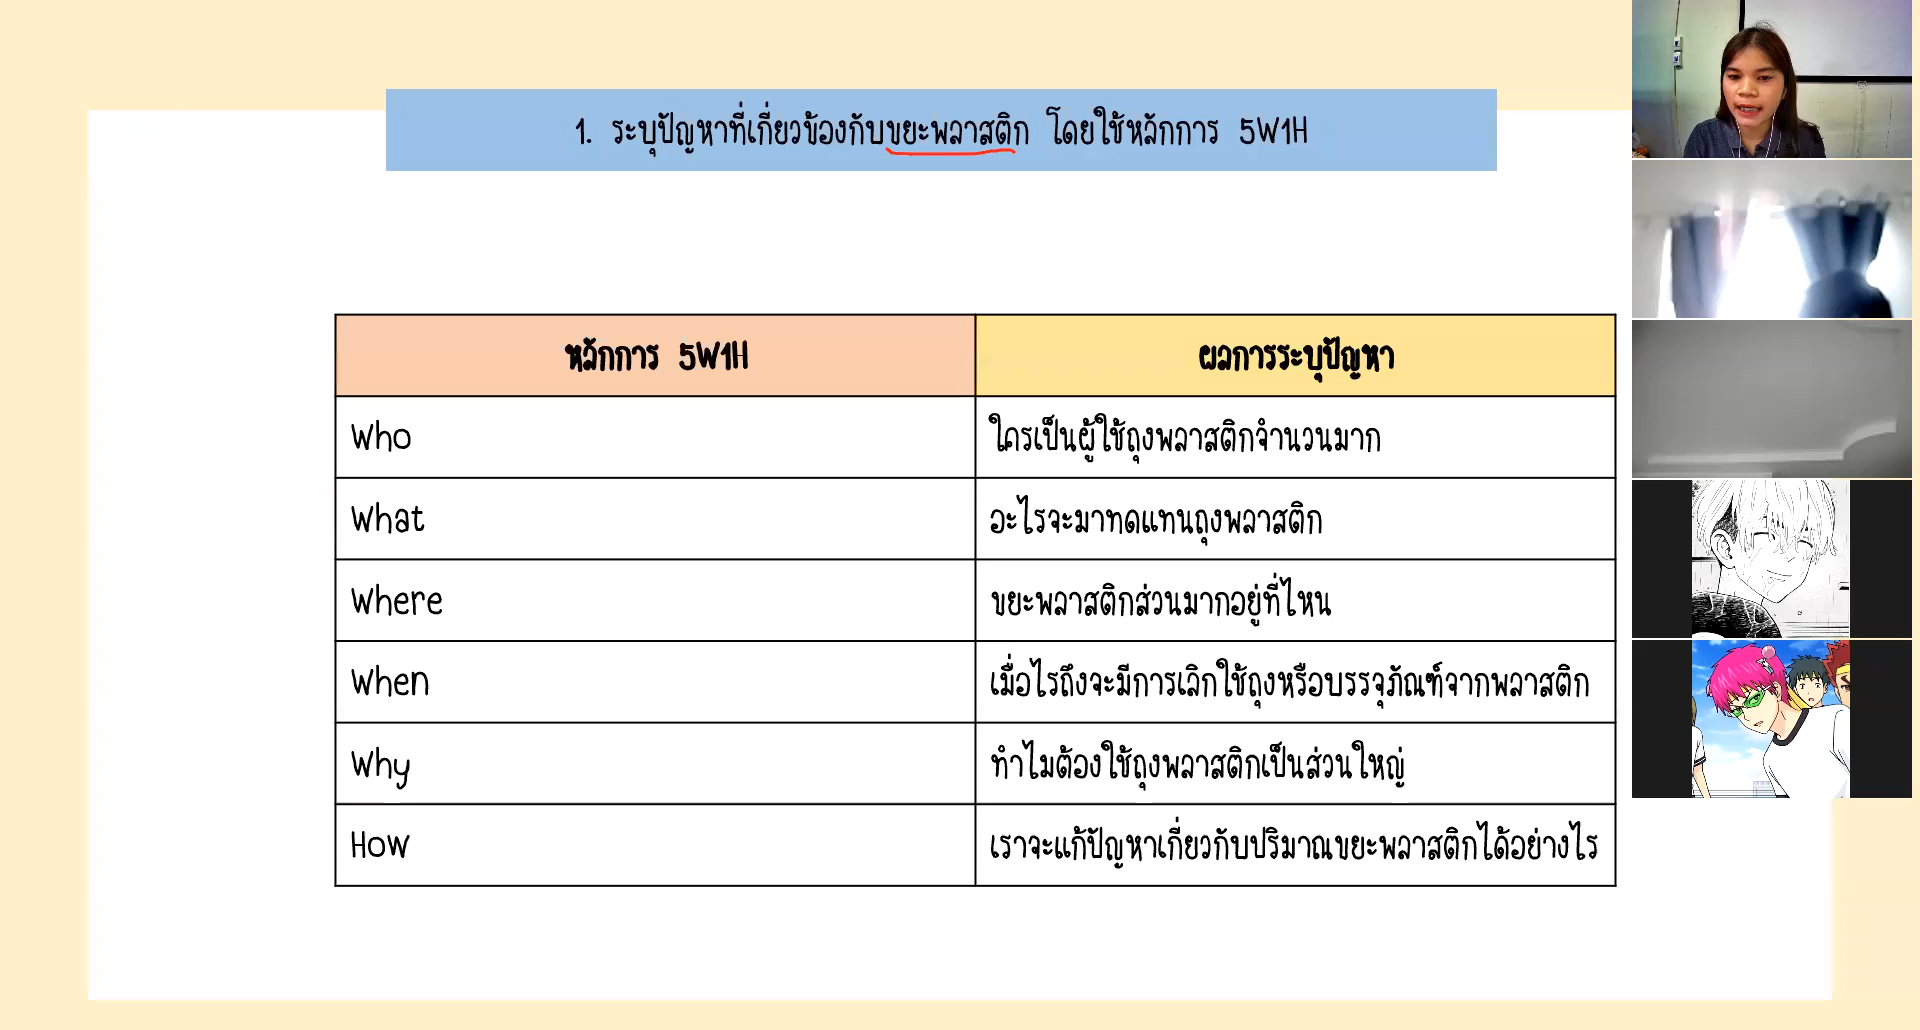 1. ระบุปัญหาที่เกี่ยวข้องกับขยะพลาสติก โดยใช้หลักการ 5W1H
หลักการ 5W1H ผลการระบุปัญหา
Who ใครเป็นผู้ใช้ถุงพลาสติกจำนวนมาก
What อะไรจะมาทดแทนถุงพลาสติก
Where ขยะพลาสติกส่วนมากอยู่ที่ไหน
When เมื่อไรถึงจะมีการเลิกใช้ถุงหรือบรรจุภัณฑ์จากพลาสติก
Why ทำไมต้องใช้ถุงพลาสติกเป็นส่วนใหญ่
How เราจะแก้ปัญหาเกี่ยวกับปริมาณขยะพลาสติกได้อย่างไร